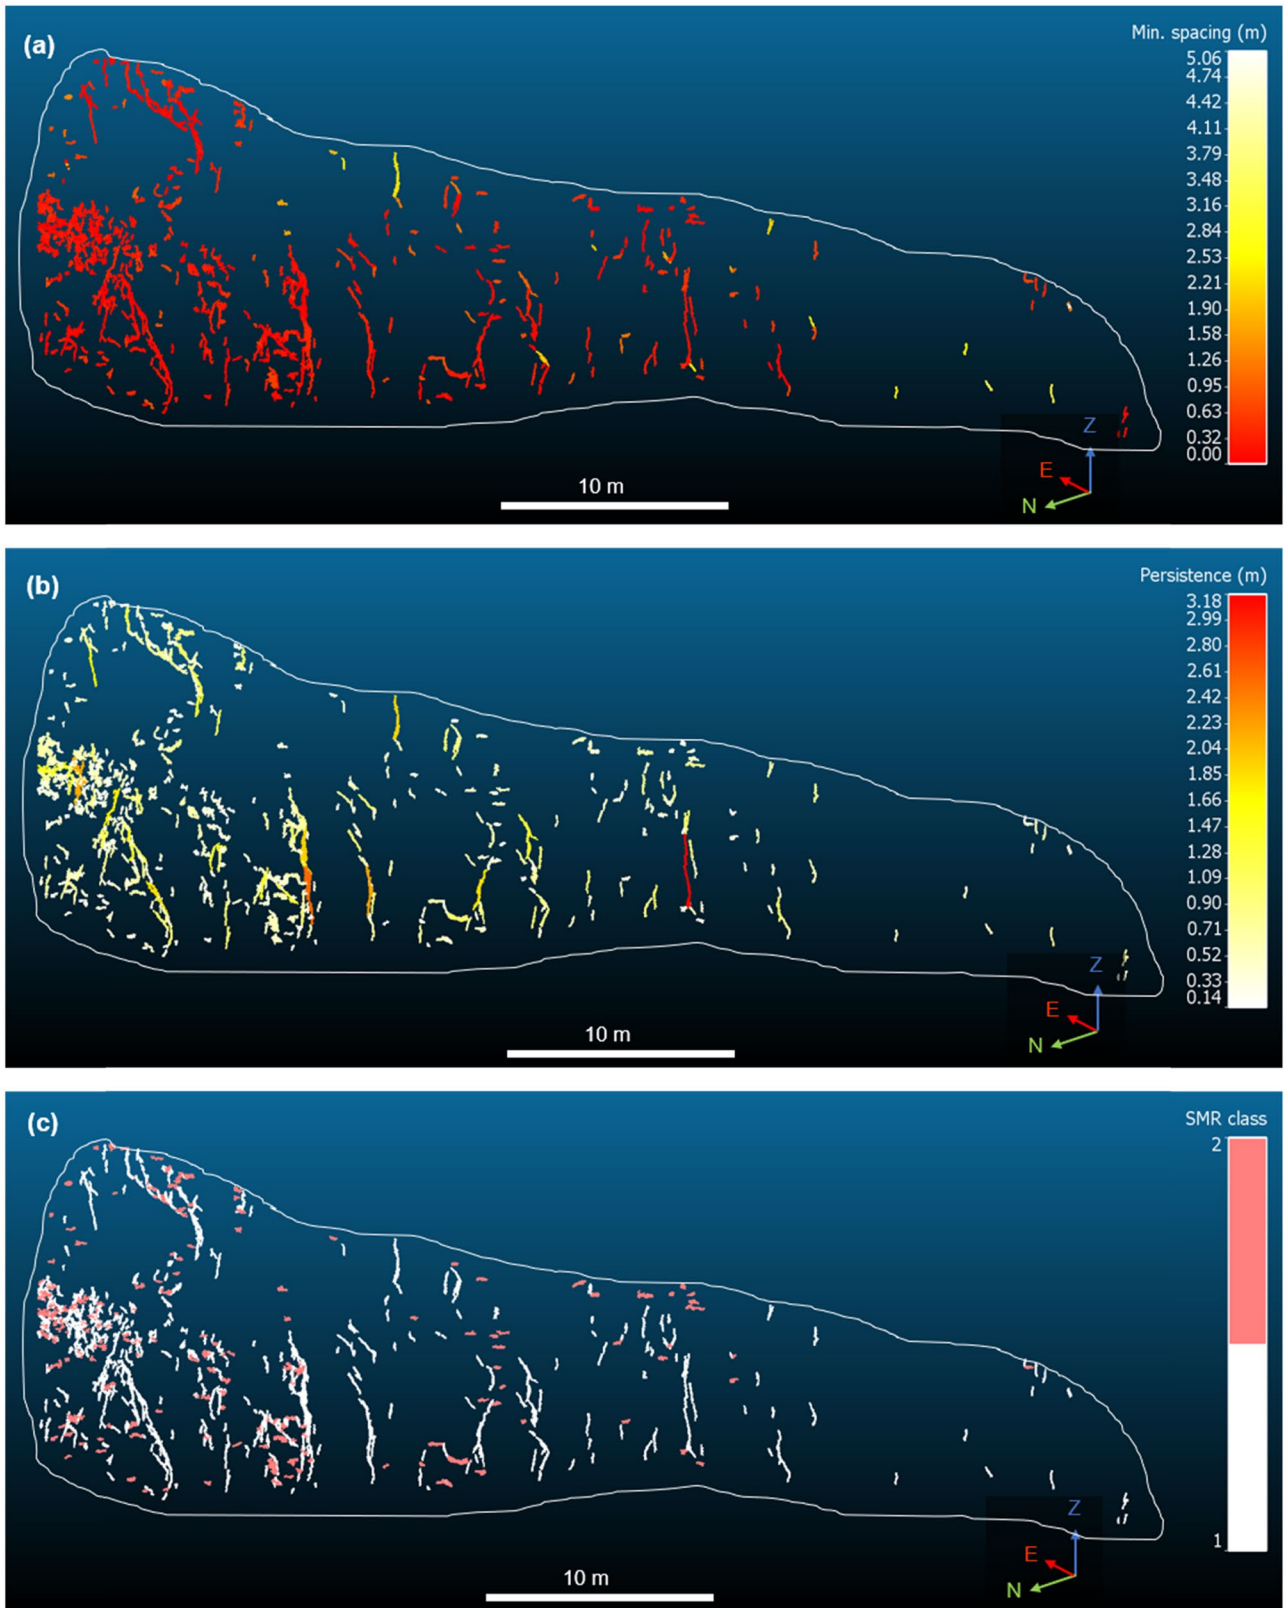 (a)
Min. spacing (m)
5.06
4.74
4.42
4.11
3.79
3.48
3.16
2.84
2.53
2.21
1.90
1.58
1.26
0.95
0.63
0.32
0.00
Z
E
N
10 m
(b)
Persistence (m)
3.18
2.99
2.80
2.61
2.42
2.23
2.04
1.85
1.66
1.47
1.28
1.09
0.90
0.71
0.52
0.33
0.14
Z
E
N
10 m
(c)
SMR class
2
1
Z
E
N
10 m